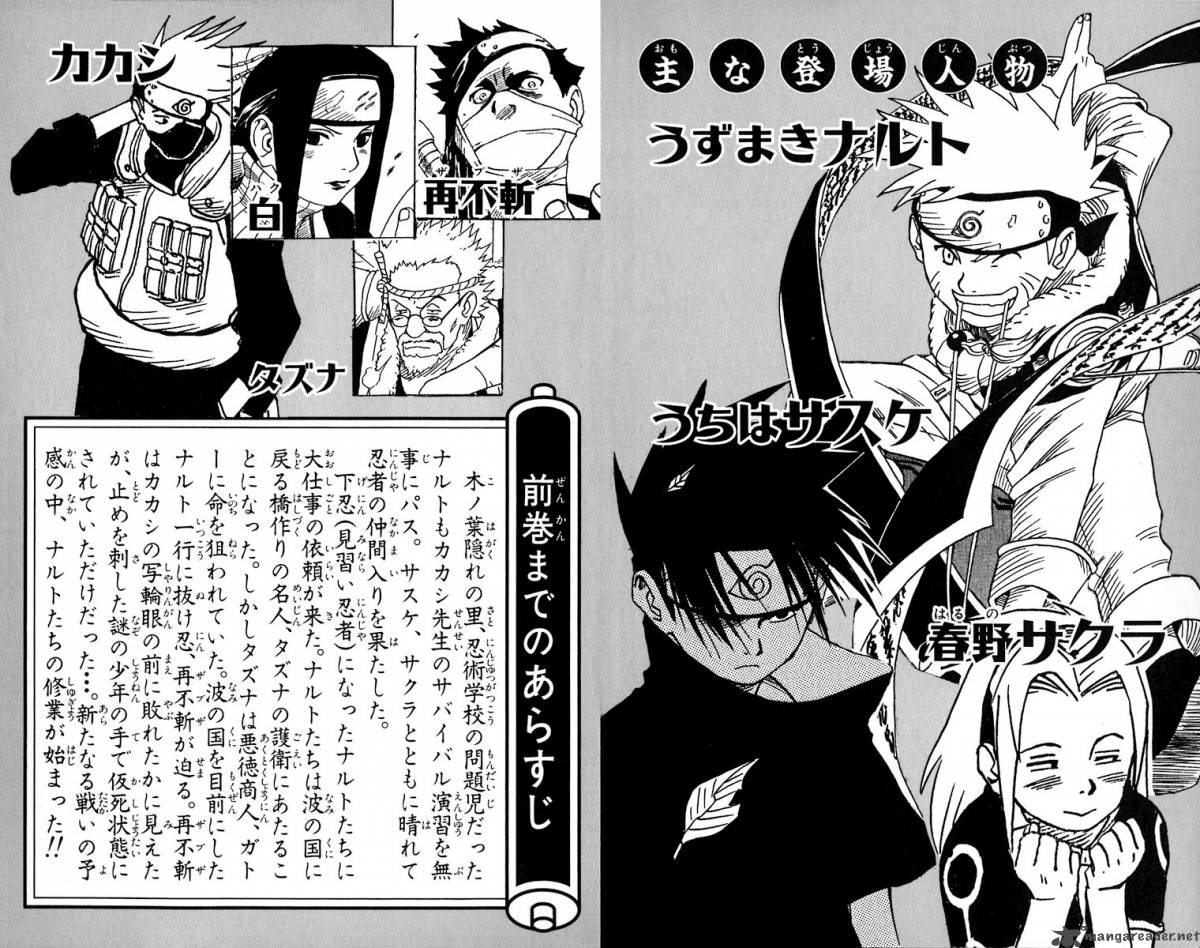 主な登場人物
うずまきナルト
うちはサスケ
春野サクラ
カカシ
白
再不斬
タズナ
前巻までのあらすじ
木ノ葉隠れの里、忍術学校の問題児だった
ナルトもカカシ先生のサバイバル演習を無
事にパス。サスケ、サクラとともに晴れて
忍者の仲間入りを果たした。
下忍(見習い忍者)になったナルトたちに
大仕事の依頼が来た。ナルトたちは波の国に
戻る橋作りの名人、タズナの護衛にあたるこ
とになった。しかしタズナは悪徳商人、ガト
ーに命を狙われていた。波の国を目前にした
ナルト一行に抜け忍、再不斬が迫る。再不斬
はカカシの写輪眼の前に敗れたかに見えた
が、止めを刺した謎の少年の手で仮死状態に
されていただけだった…。新たなる戦いの予
感の中、ナルトたちの修業が始まった!!
mangareader.net